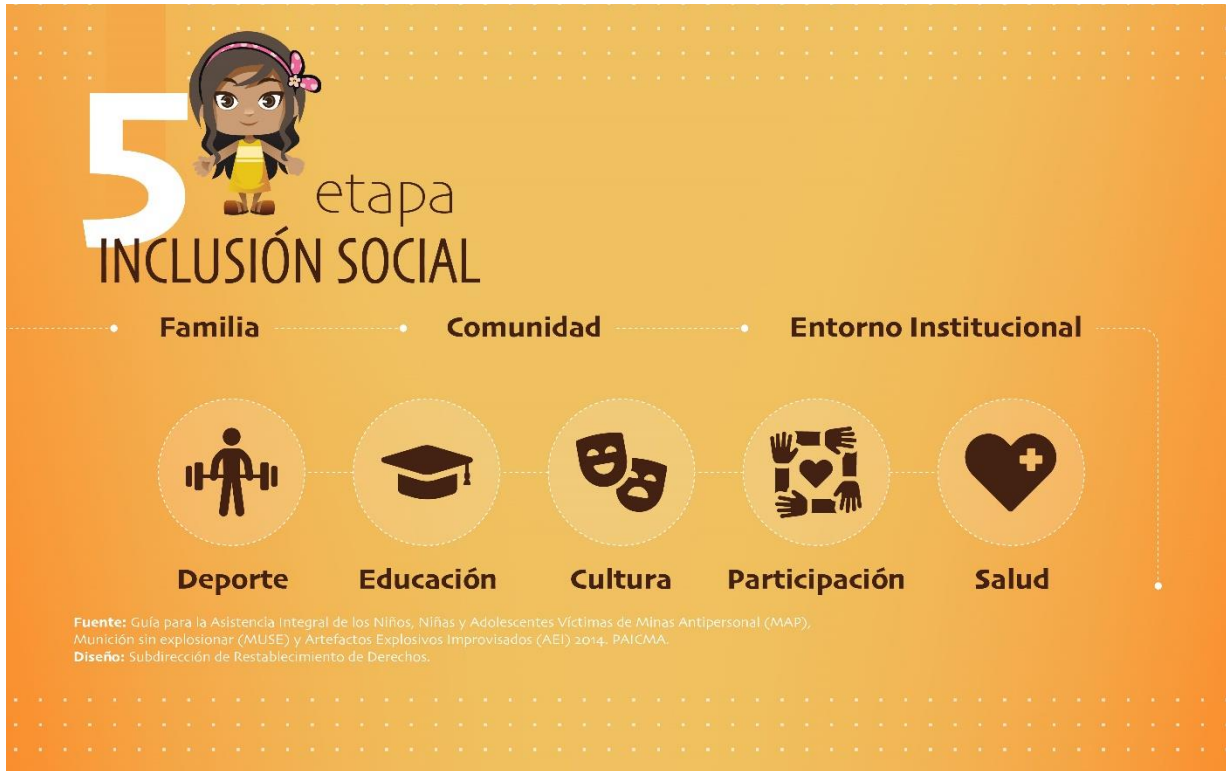 5 etapa
INCLUSIÓN SOCIAL
Familia Comunidad Entorno Institucional
Deporte Educación Cultura Participación Salud
Fuente: Guía para la Asistencia Integral de los Niños, Niñas y Adolescentes Víctimas de Minas Antipersonal (MAP),
Munición sin explosionar (MUSE) y Artefactos Explosivos Improvisados (AEI) 2014. PAICMA.
Diseño: Subdirección de Restablecimiento de Derechos.